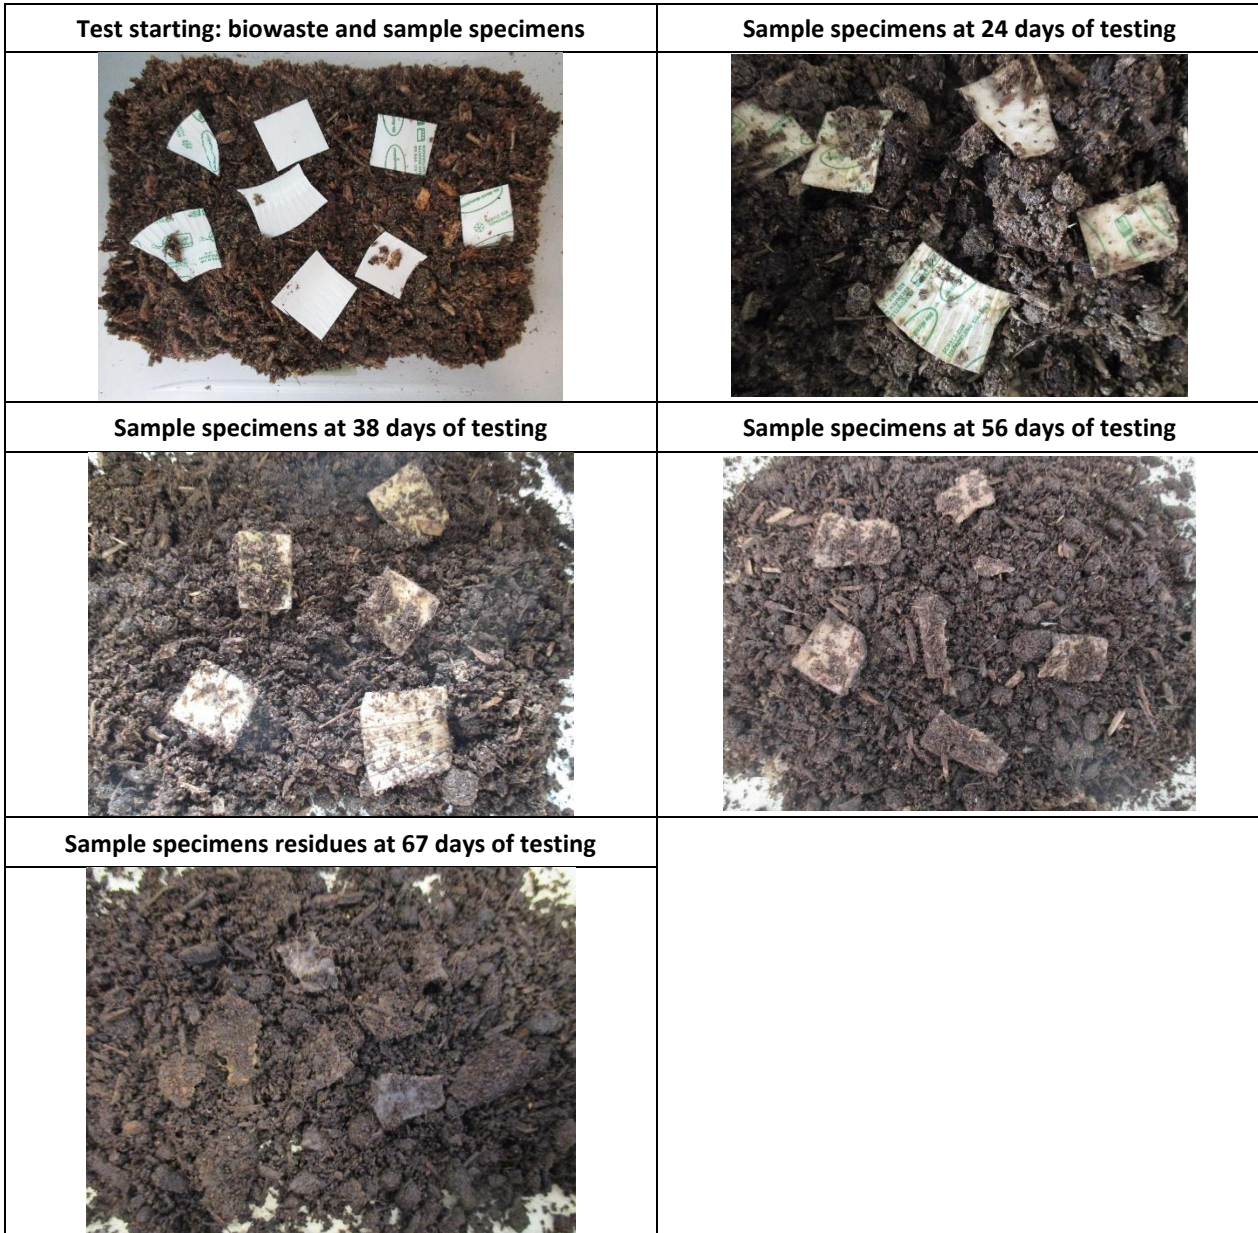 Test starting: biowaste and sample specimens
Sample specimens at 24 days of testing
Sample specimens at 38 days of testing
Sample specimens at 56 days of testing
Sample specimens residues at 67 days of testing